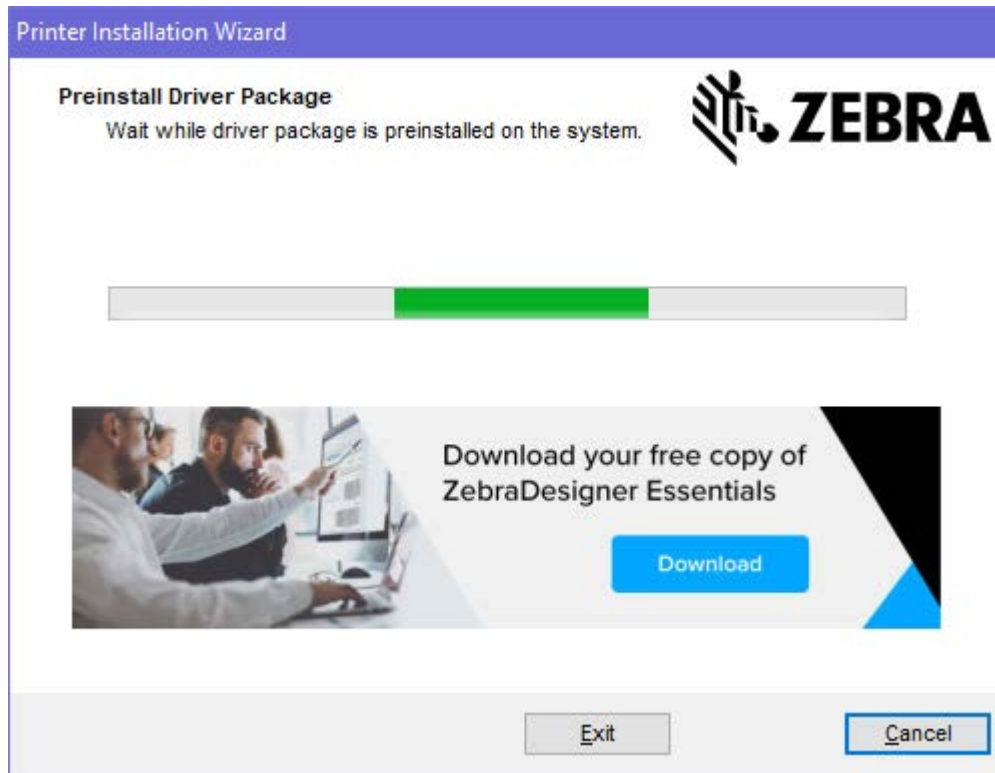 Printer Installation Wizard
Preinstall Driver Package
Wait while driver package is preinstalled on the system.
ZEBRA
Download your free copy of
ZebraDesigner Essentials
Download
Exit
Cancel